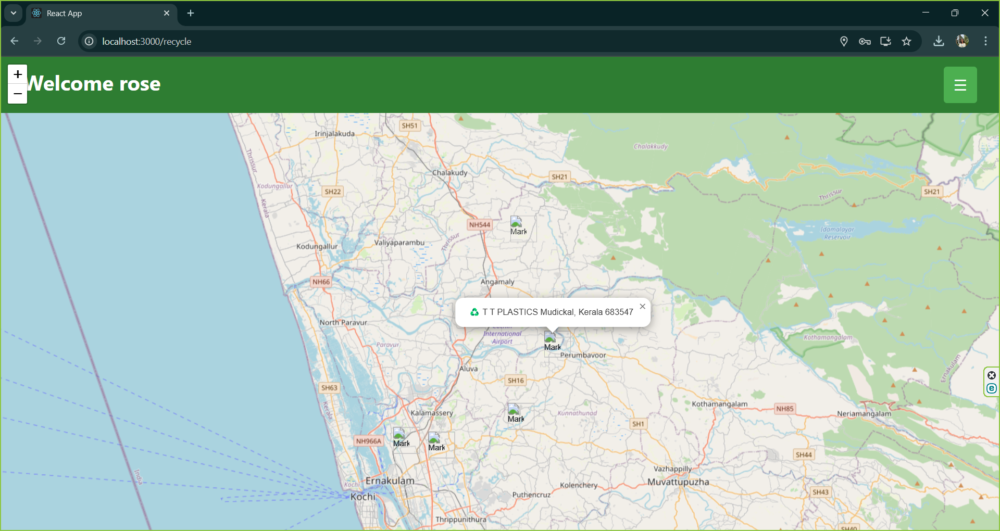 React App
localhost:3000/recycle
+
Welcome rose
−
SH51
Irinjalakuda
Chalakkudy
Thrissur
Chalakudy
SH21
Kodungallur
SH22
Thrissur
SH21
Kerala
NH544
Mark
Idamalayar
Reservoir
Thrissur
Valiyaparambu
Kodungallur
NH66
Angamaly
T T PLASTICS Mudickal, Kerala 683547
North Paravur
Cochin
International
Airport
Kothamangalam
Paravur
Mark
Perumbavoor
Ernakulam
Aluva
SH16
SH63
Kerala
Kothamangalam
NH85
Kalamassery
Mark
Kunnathunad
Neriamangalam
SH1
NH966A
Mark
Mark
SH44
Vazhappilly
India
Ernakulam
Kochi
Muvattupuzha
Kolenchery
SH43
Kochi
Puthencruz
Thrippunithura
SH40